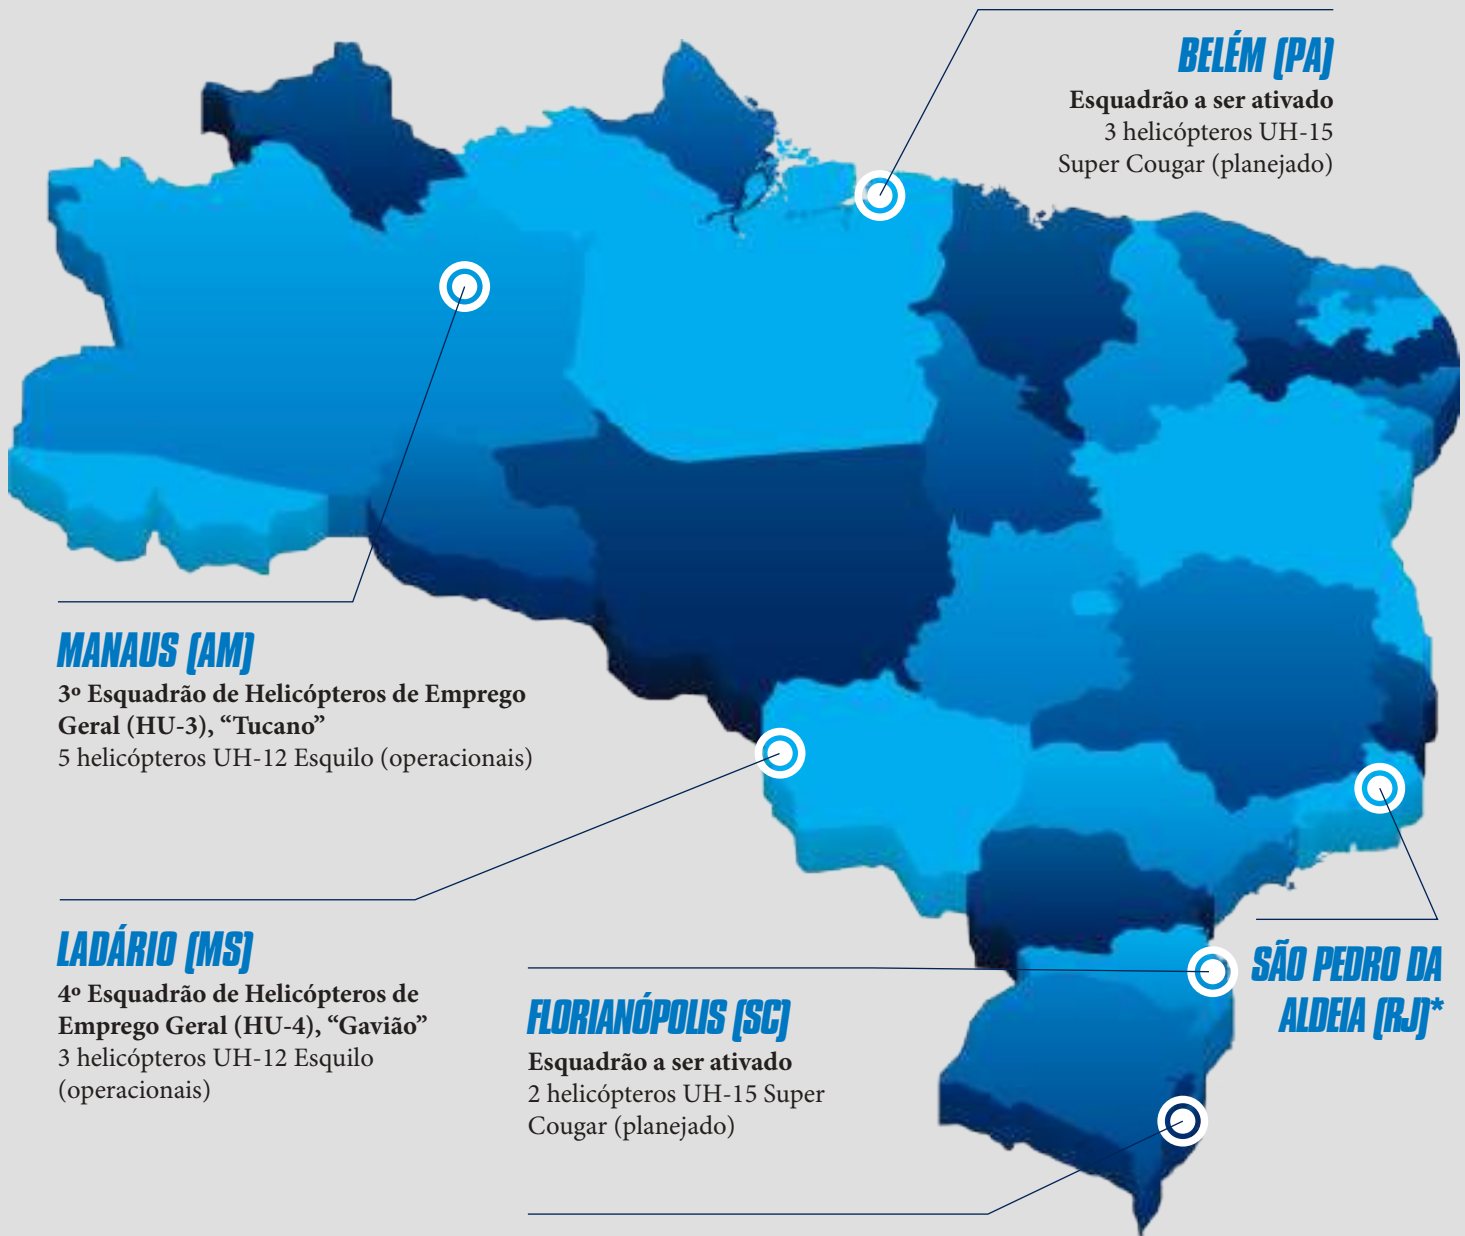 BELÉM (PA)
Esquadrão a ser ativado
3 helicópteros UH-15
Super Cougar (planejado)
MANAUS (AM)
3º Esquadrão de Helicópteros de Emprego
Geral (HU-3), “Tucano”
5 helicópteros UH-12 Esquilo (operacionais)
LADÁRIO (MS)
4º Esquadrão de Helicópteros de
Emprego Geral (HU-4), “Gavião”
3 helicópteros UH-12 Esquilo
(operacionais)
FLORIANÓPOLIS (SC)
Esquadrão a ser ativado
2 helicópteros UH-15 Super
Cougar (planejado)
SÃO PEDRO DA
ALDEIA (RJ)*